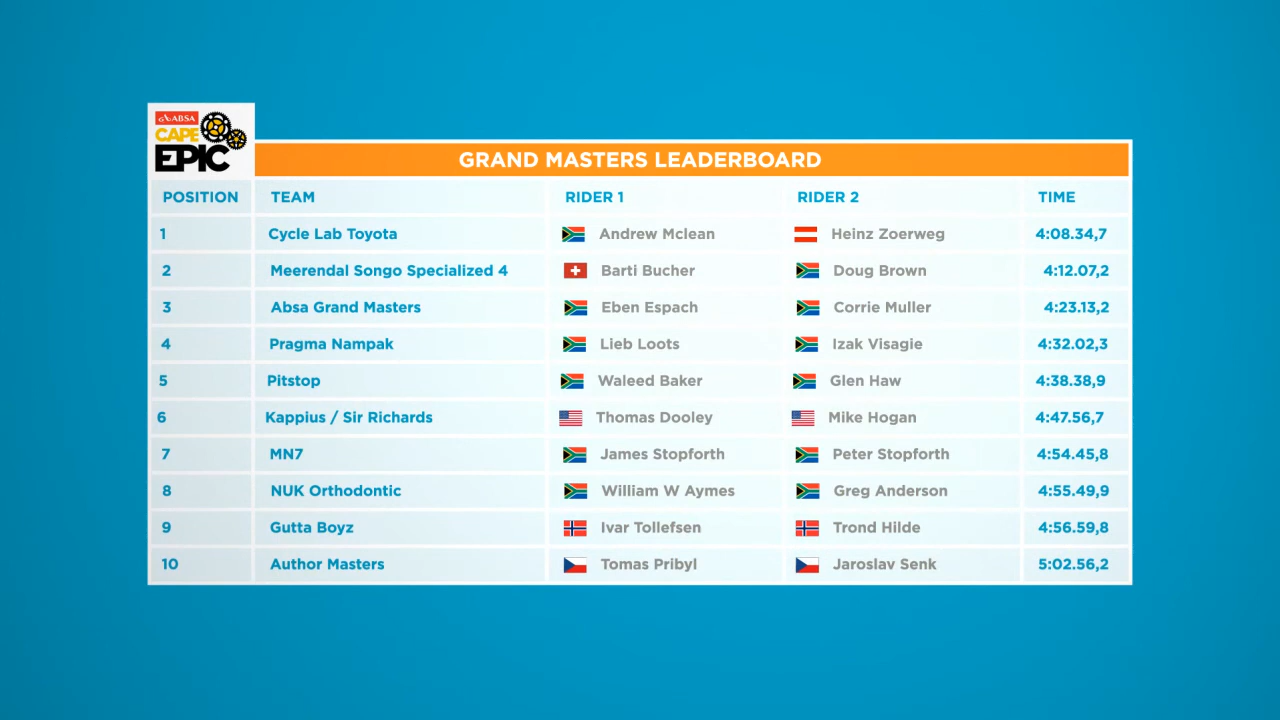 ABSA
CAPE
EPIC
GRAND MASTERS LEADERBOARD
POSITION TEAM RIDER 1 RIDER 2 TIME
1 Cycle Lab Toyota Andrew Mclean Heinz Zoerweg 4:08.34,7
2 Meerendal Songo Specialized 4 Barti Bucher Doug Brown 4:12.07,2
3 Absa Grand Masters Eben Espach Corrie Muller 4:23.13,2
4 Pragma Nampak Lieb Loots Izak Visagie 4:32.02,3
5 Pitstop Waleed Baker Glen Haw 4:38.38,9
6 Kappius / Sir Richards Thomas Dooley Mike Hogan 4:47.56,7
7 MN7 James Stopforth Peter Stopforth 4:54.45,8
8 NUK Orthodontic William W Aymes Greg Anderson 4:55.49,9
9 Gutta Boyz Ivar Tollefsen Trond Hilde 4:56.59,8
10 Author Masters Tomas Pribyl Jaroslav Senk 5:02.56,2